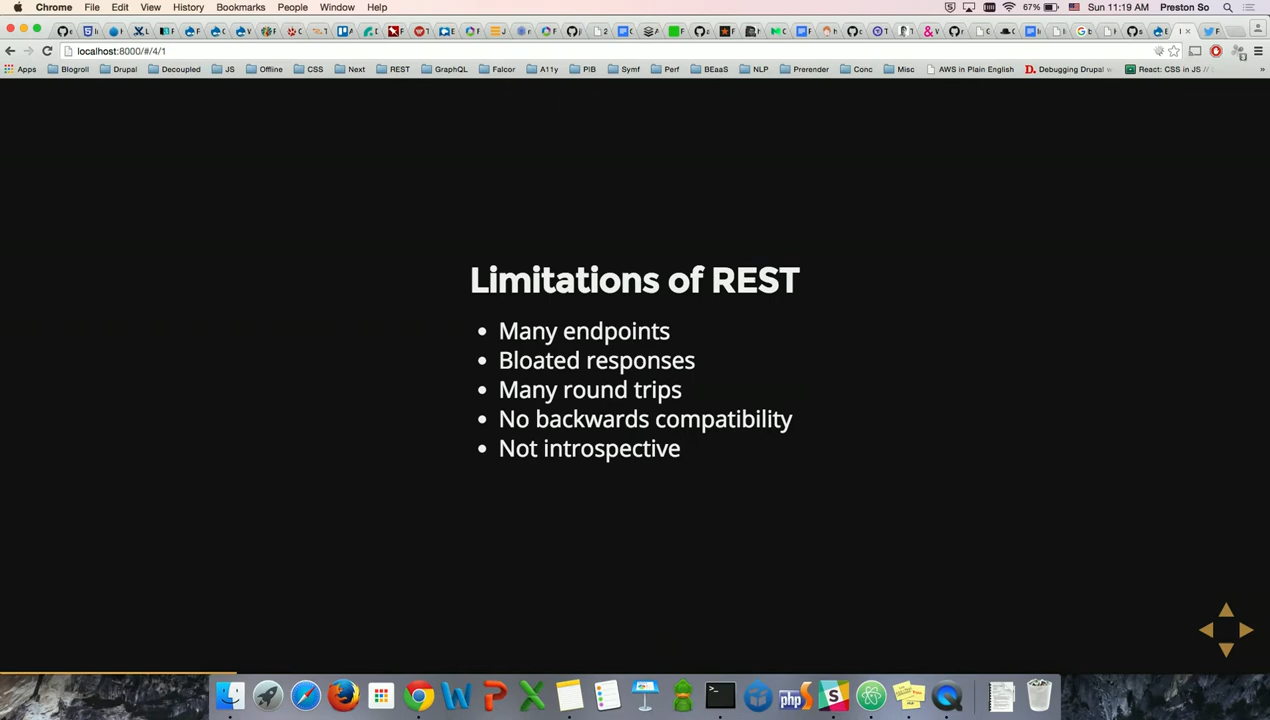 Chrome File Edit View History Bookmarks People Window Help 67% Sun 11:19 AM Preston So
localhost:8000/#/4/1
Apps Blogroll Drupal Decoupled JS Offline CSS Next REST GraphQL Falcor A11y PIB Symf Perf BEaaS NLP Prerender Conc Misc AWS in Plain English Debugging Drupal w React: CSS in JS //
Limitations of REST
• Many endpoints
• Bloated responses
• Many round trips
• No backwards compatibility
• Not introspective